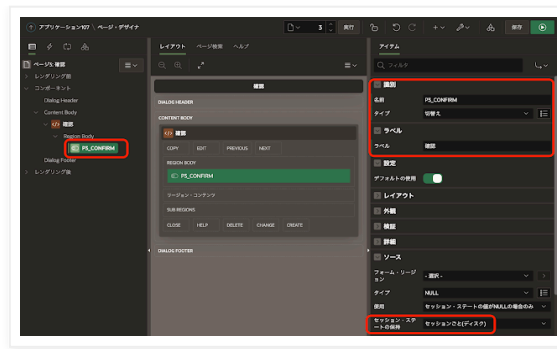 アプリケーション107 \ ページ・デザイナ
3
実行
保存
ページ5: 確認
レンダリング前
コンポーネント
Dialog Header
Content Body
確認
Region Body
P5_CONFIRM
Dialog Footer
レンダリング後
レイアウト ページ検索 ヘルプ
確認
DIALOG HEADER
CONTENT BODY
確認
COPY EDIT PREVIOUS NEXT
REGION BODY
P5_CONFIRM
リージョン・コンテンツ
SUB REGIONS
CLOSE HELP DELETE CHANGE CREATE
DIALOG FOOTER
アイテム
フィルタ
識別
名前 P5_CONFIRM
タイプ 切替え
ラベル
ラベル 確認
設定
デフォルトの使用
レイアウト
外観
検証
詳細
ソース
フォーム・リージョン - 選択 -
タイプ NULL
使用 セッション・ステートの値がNULLの場合のみ
セッション・ステートの保持 セッションごと(ディスク)